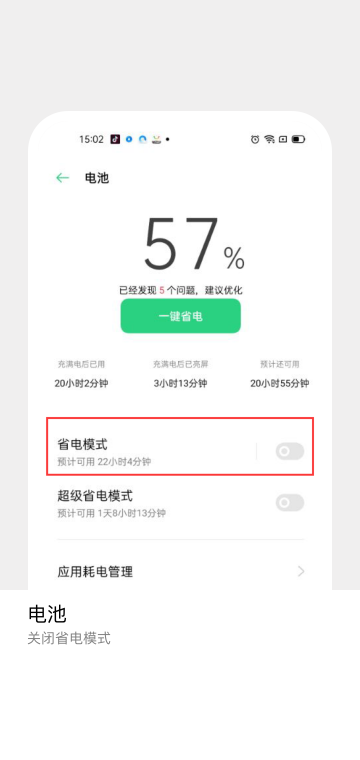 15:02
电池
57%
已经发现 5 个问题，建议优化
一键省电
充满电后已用 充满电后已亮屏 预计还可用
20小时2分钟 3小时13分钟 20小时55分钟
省电模式
预计可用 22小时4分钟
超级省电模式
预计可用 1天8小时13分钟
应用耗电管理
电池
关闭省电模式